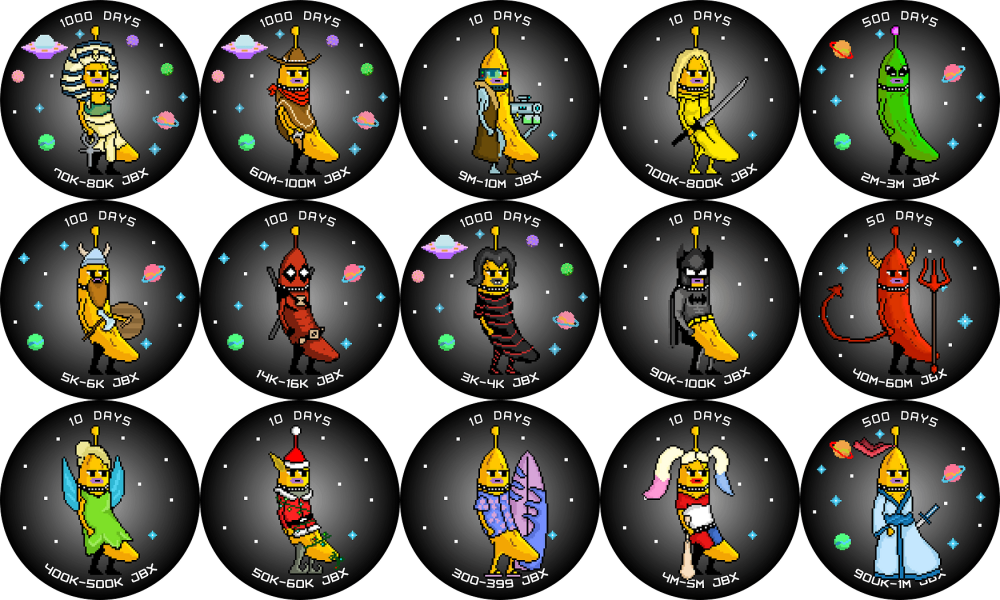 1000 DAYS
70K-80K JBX
1000 DAYS
60M-100M JBX
10 DAYS
9M-10M JBX
10 DAYS
700K-800K JBX
500 DAYS
2M-3M JBX
100 DAYS
5K-6K JBX
100 DAYS
14K-16K JBX
1000 DAYS
3K-4K JBX
10 DAYS
90K-100K JBX
50 DAYS
40M-60M JBX
10 DAYS
400K-500K JBX
10 DAYS
50K-60K JBX
10 DAYS
300-399 JBX
10 DAYS
4M-5M JBX
500 DAYS
900K-1M JBX